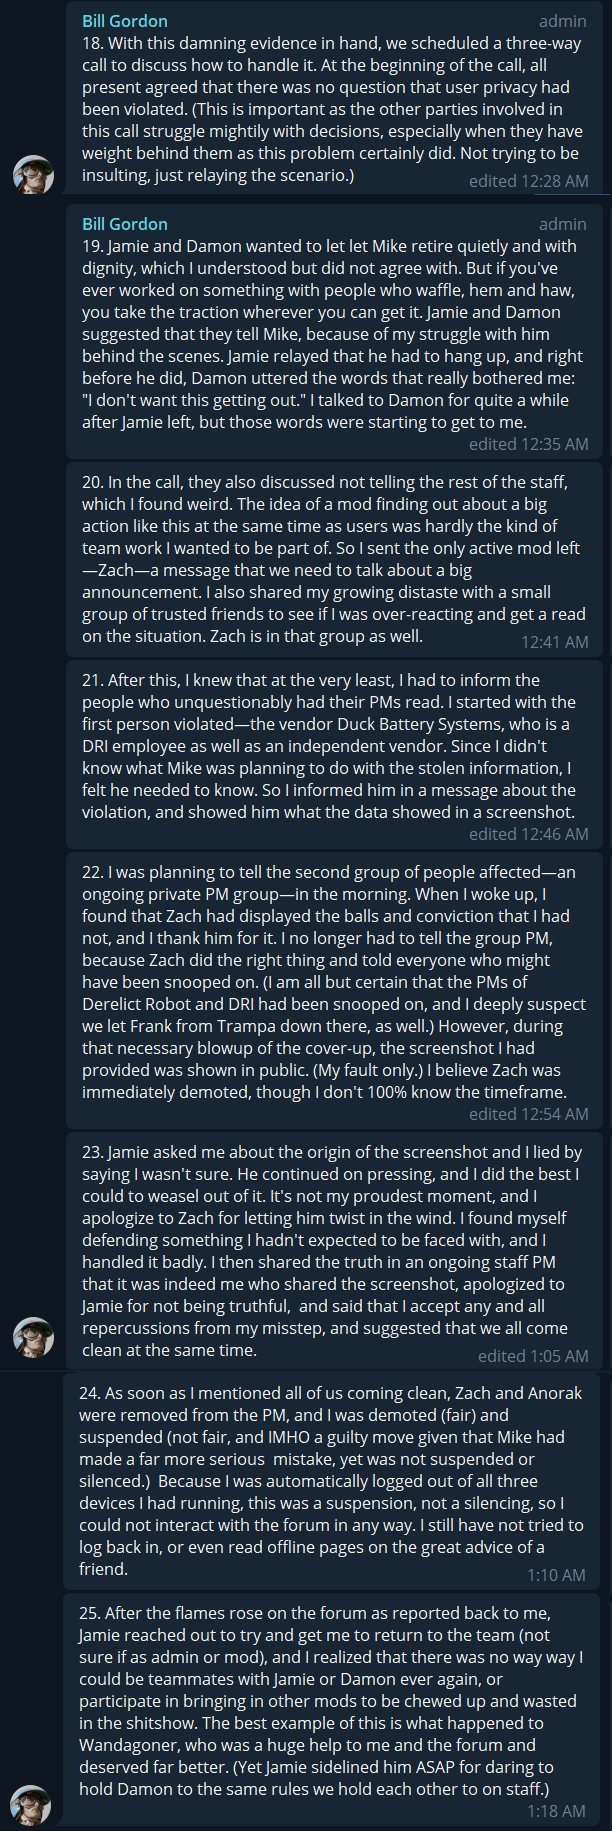 Bill Gordon admin
18. With this damning evidence in hand, we scheduled a three-way
call to discuss how to handle it. At the beginning of the call, all
present agreed that there was no question that user privacy had
been violated. (This is important as the other parties involved in
this call struggle mightily with decisions, especially when they have
weight behind them as this problem certainly did. Not trying to be
insulting, just relaying the scenario.)
edited 12:28 AM
Bill Gordon admin
19. Jamie and Damon wanted to let let Mike retire quietly and with
dignity, which I understood but did not agree with. But if you've
ever worked on something with people who waffle, hem and haw,
you take the traction wherever you can get it. Jamie and Damon
suggested that they tell Mike, because of my struggle with him
behind the scenes. Jamie relayed that he had to hang up, and right
before he did, Damon uttered the words that really bothered me:
"I don't want this getting out." I talked to Damon for quite a while
after Jamie left, but those words were starting to get to me.
edited 12:35 AM
20. In the call, they also discussed not telling the rest of the staff,
which I found weird. The idea of a mod finding out about a big
action like this at the same time as users was hardly the kind of
team work I wanted to be part of. So I sent the only active mod left
—Zach—a message that we need to talk about a big
announcement. I also shared my growing distaste with a small
group of trusted friends to see if I was over-reacting and get a read
on the situation. Zach is in that group as well.
12:41 AM
21. After this, I knew that at the very least, I had to inform the
people who unquestionably had their PMs read. I started with the
first person violated—the vendor Duck Battery Systems, who is a
DRI employee as well as an independent vendor. Since I didn't
know what Mike was planning to do with the stolen information, I
felt he needed to know. So I informed him in a message about the
violation, and showed him what the data showed in a screenshot.
edited 12:46 AM
22. I was planning to tell the second group of people affected—an
ongoing private PM group—in the morning. When I woke up, I
found that Zach had displayed the balls and conviction that I had
not, and I thank him for it. I no longer had to tell the group PM,
because Zach did the right thing and told everyone who might
have been snooped on. (I am all but certain that the PMs of
Derelict Robot and DRI had been snooped on, and I deeply suspect
we let Frank from Trampa down there, as well.) However, during
that necessary blowup of the cover-up, the screenshot I had
provided was shown in public. (My fault only.) I believe Zach was
immediately demoted, though I don't 100% know the timeframe.
edited 12:54 AM
23. Jamie asked me about the origin of the screenshot and I lied by
saying I wasn't sure. He continued on pressing, and I did the best I
could to weasel out of it. It's not my proudest moment, and I
apologize to Zach for letting him twist in the wind. I found myself
defending something I hadn't expected to be faced with, and I
handled it badly. I then shared the truth in an ongoing staff PM
that it was indeed me who shared the screenshot, apologized to
Jamie for not being truthful,  and said that I accept any and all
repercussions from my misstep, and suggested that we all come
clean at the same time.
edited 1:05 AM
24. As soon as I mentioned all of us coming clean, Zach and Anorak
were removed from the PM, and I was demoted (fair) and
suspended (not fair, and IMHO a guilty move given that Mike had
made a far more serious  mistake, yet was not suspended or
silenced.)  Because I was automatically logged out of all three
devices I had running, this was a suspension, not a silencing, so I
could not interact with the forum in any way. I still have not tried to
log back in, or even read offline pages on the great advice of a
friend.
1:10 AM
25. After the flames rose on the forum as reported back to me,
Jamie reached out to try and get me to return to the team (not
sure if as admin or mod), and I realized that there was no way way I
could be teammates with Jamie or Damon ever again, or
participate in bringing in other mods to be chewed up and wasted
in the shitshow. The best example of this is what happened to
Wandagoner, who was a huge help to me and the forum and
deserved far better. (Yet Jamie sidelined him ASAP for daring to
hold Damon to the same rules we hold each other to on staff.)
1:18 AM